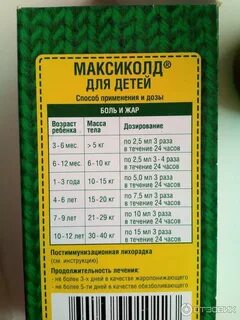 МАКСИКОЛД®
ДЛЯ ДЕТЕЙ
Способ применения и дозы
БОЛЬ И ЖАР
Возраст ребенка Масса тела Дозирование
3-6 мес. > 5 кг по 2,5 мл 3 раза в течение 24 часов
6-12 мес. 6-10 кг по 2,5 мл 3-4 раза в течение 24 часов
1-3 года 10-15 кг по 5 мл 3 раза в течение 24 часов
4-6 лет 15-20 кг по 7,5 мл 3 раза в течение 24 часов
7-9 лет 21-29 кг по 10 мл 3 раза в течение 24 часов
10-12 лет 30-40 кг по 15 мл 3 раза в течение 24 часов
Постиммунизационная лихорадка
(см. инструкцию)
Продолжительность лечения:
- не более 3-х дней в качестве жаропонижающего
- не более 5-ти дней в качестве обезболивающего
ОТЗОВИК